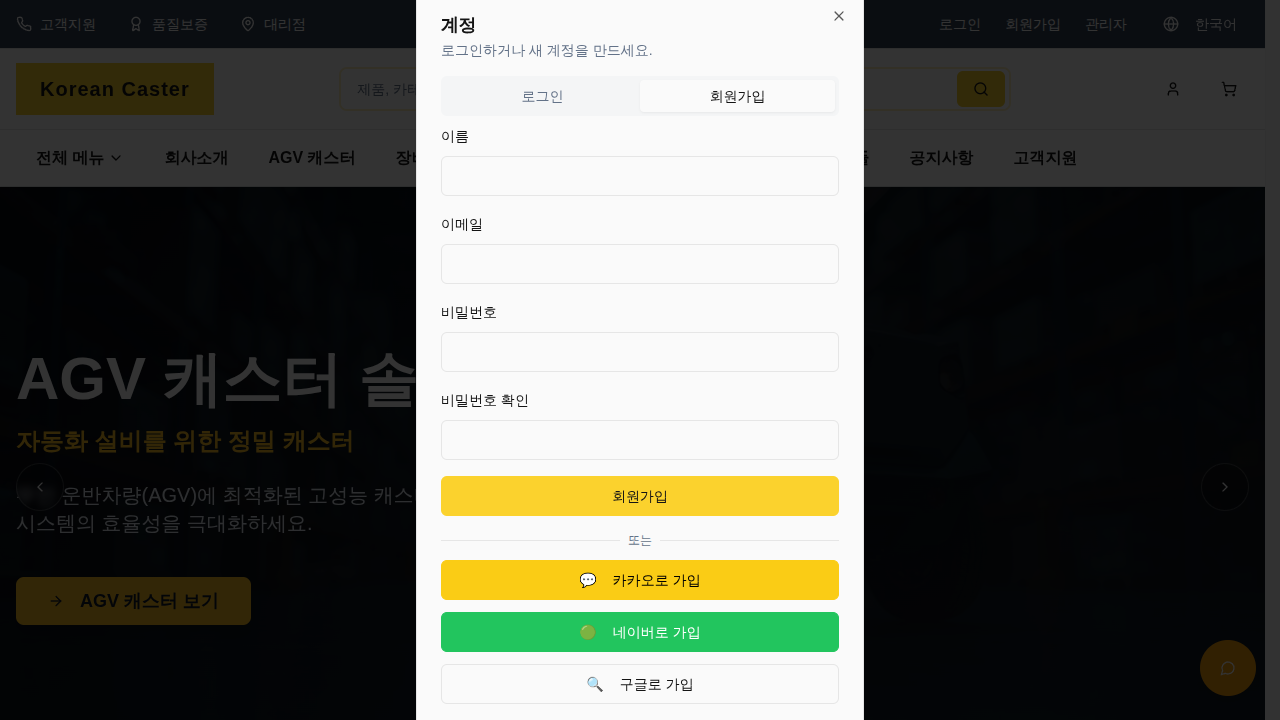 고객지원 품질보증 대리점 로그인 회원가입 관리자 한국어
Korean Caster
제품, 카테
전체 메뉴 회사소개 AGV 캐스터 공지사항 고객지원
계정
로그인하거나 새 계정을 만드세요.
로그인 회원가입
이름
이메일
비밀번호
비밀번호 확인
회원가입
또는
카카오로 가입
네이버로 가입
구글로 가입
AGV 캐스터 솔
자동화 설비를 위한 정밀 캐스터
운반차량(AGV)에 최적화된 고성능 캐스
시스템의 효율성을 극대화하세요.
AGV 캐스터 보기